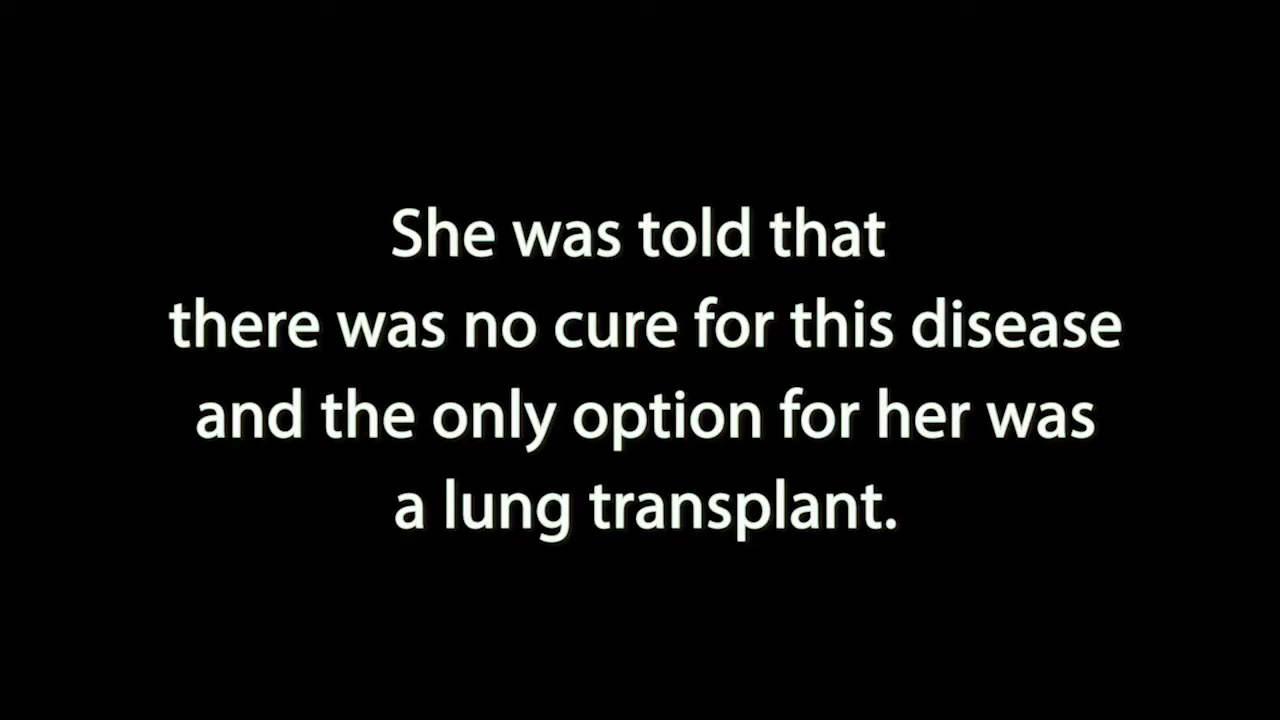 She was told that
there was no cure for this disease
and the only option for her was
a lung transplant.